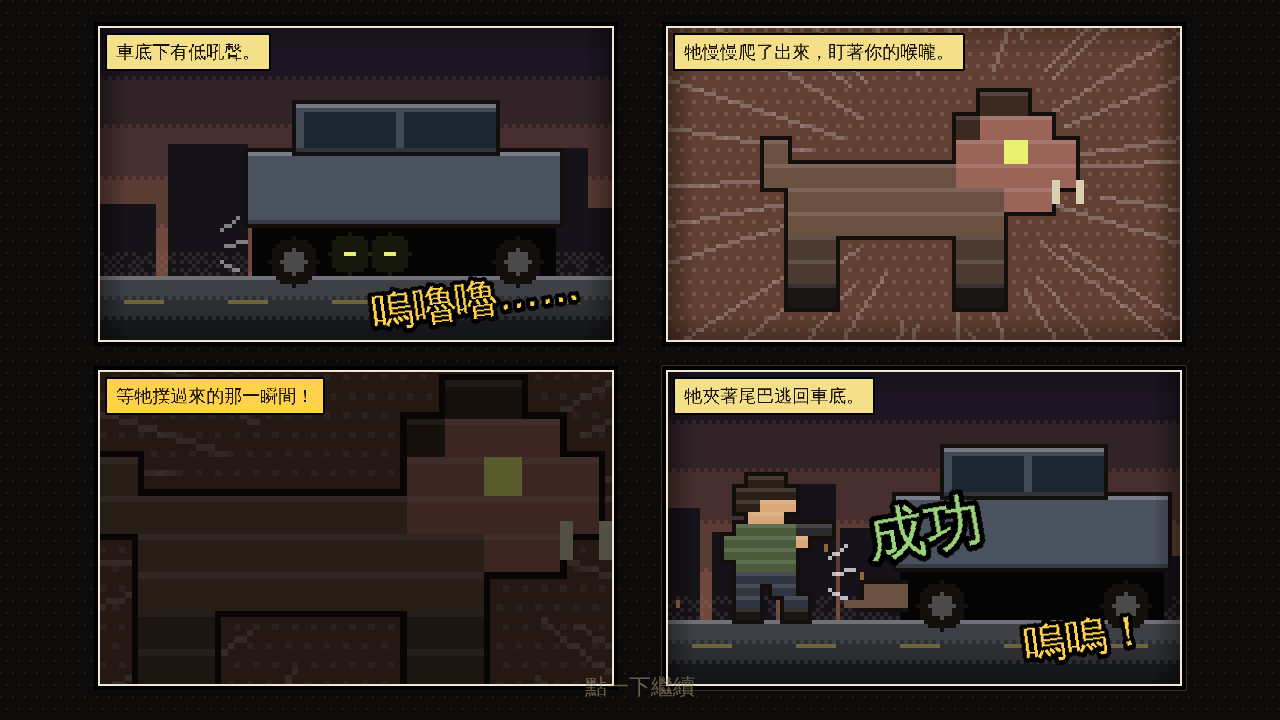 車底下有低吼聲。
牠慢慢爬了出來，盯著你的喉嚨。
嗚嚕嚕……
等牠撲過來的那一瞬間！
牠夾著尾巴逃回車底。
成功
嗚嗚！
點一下繼續